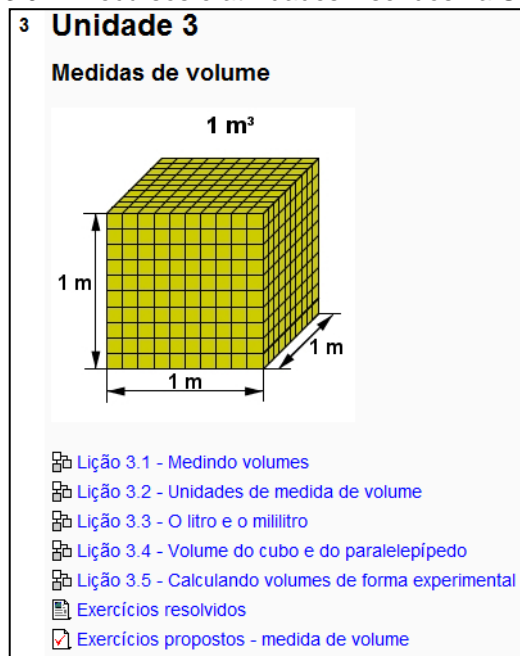 3 Unidade 3
Medidas de volume
1 m³
1 m
1 m
1 m
Lição 3.1 - Medindo volumes
Lição 3.2 - Unidades de medida de volume
Lição 3.3 - O litro e o mililitro
Lição 3.4 - Volume do cubo e do paralelepípedo
Lição 3.5 - Calculando volumes de forma experimental
Exercícios resolvidos
Exercícios propostos - medida de volume